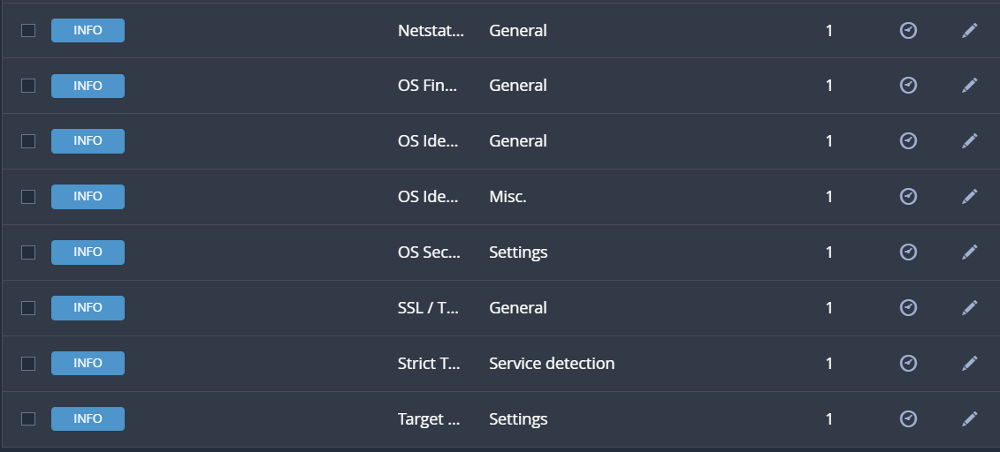 INFO Netstat... General 1
INFO OS Fin... General 1
INFO OS Ide... General 1
INFO OS Ide... Misc. 1
INFO OS Sec... Settings 1
INFO SSL / T... General 1
INFO Strict T... Service detection 1
INFO Target ... Settings 1